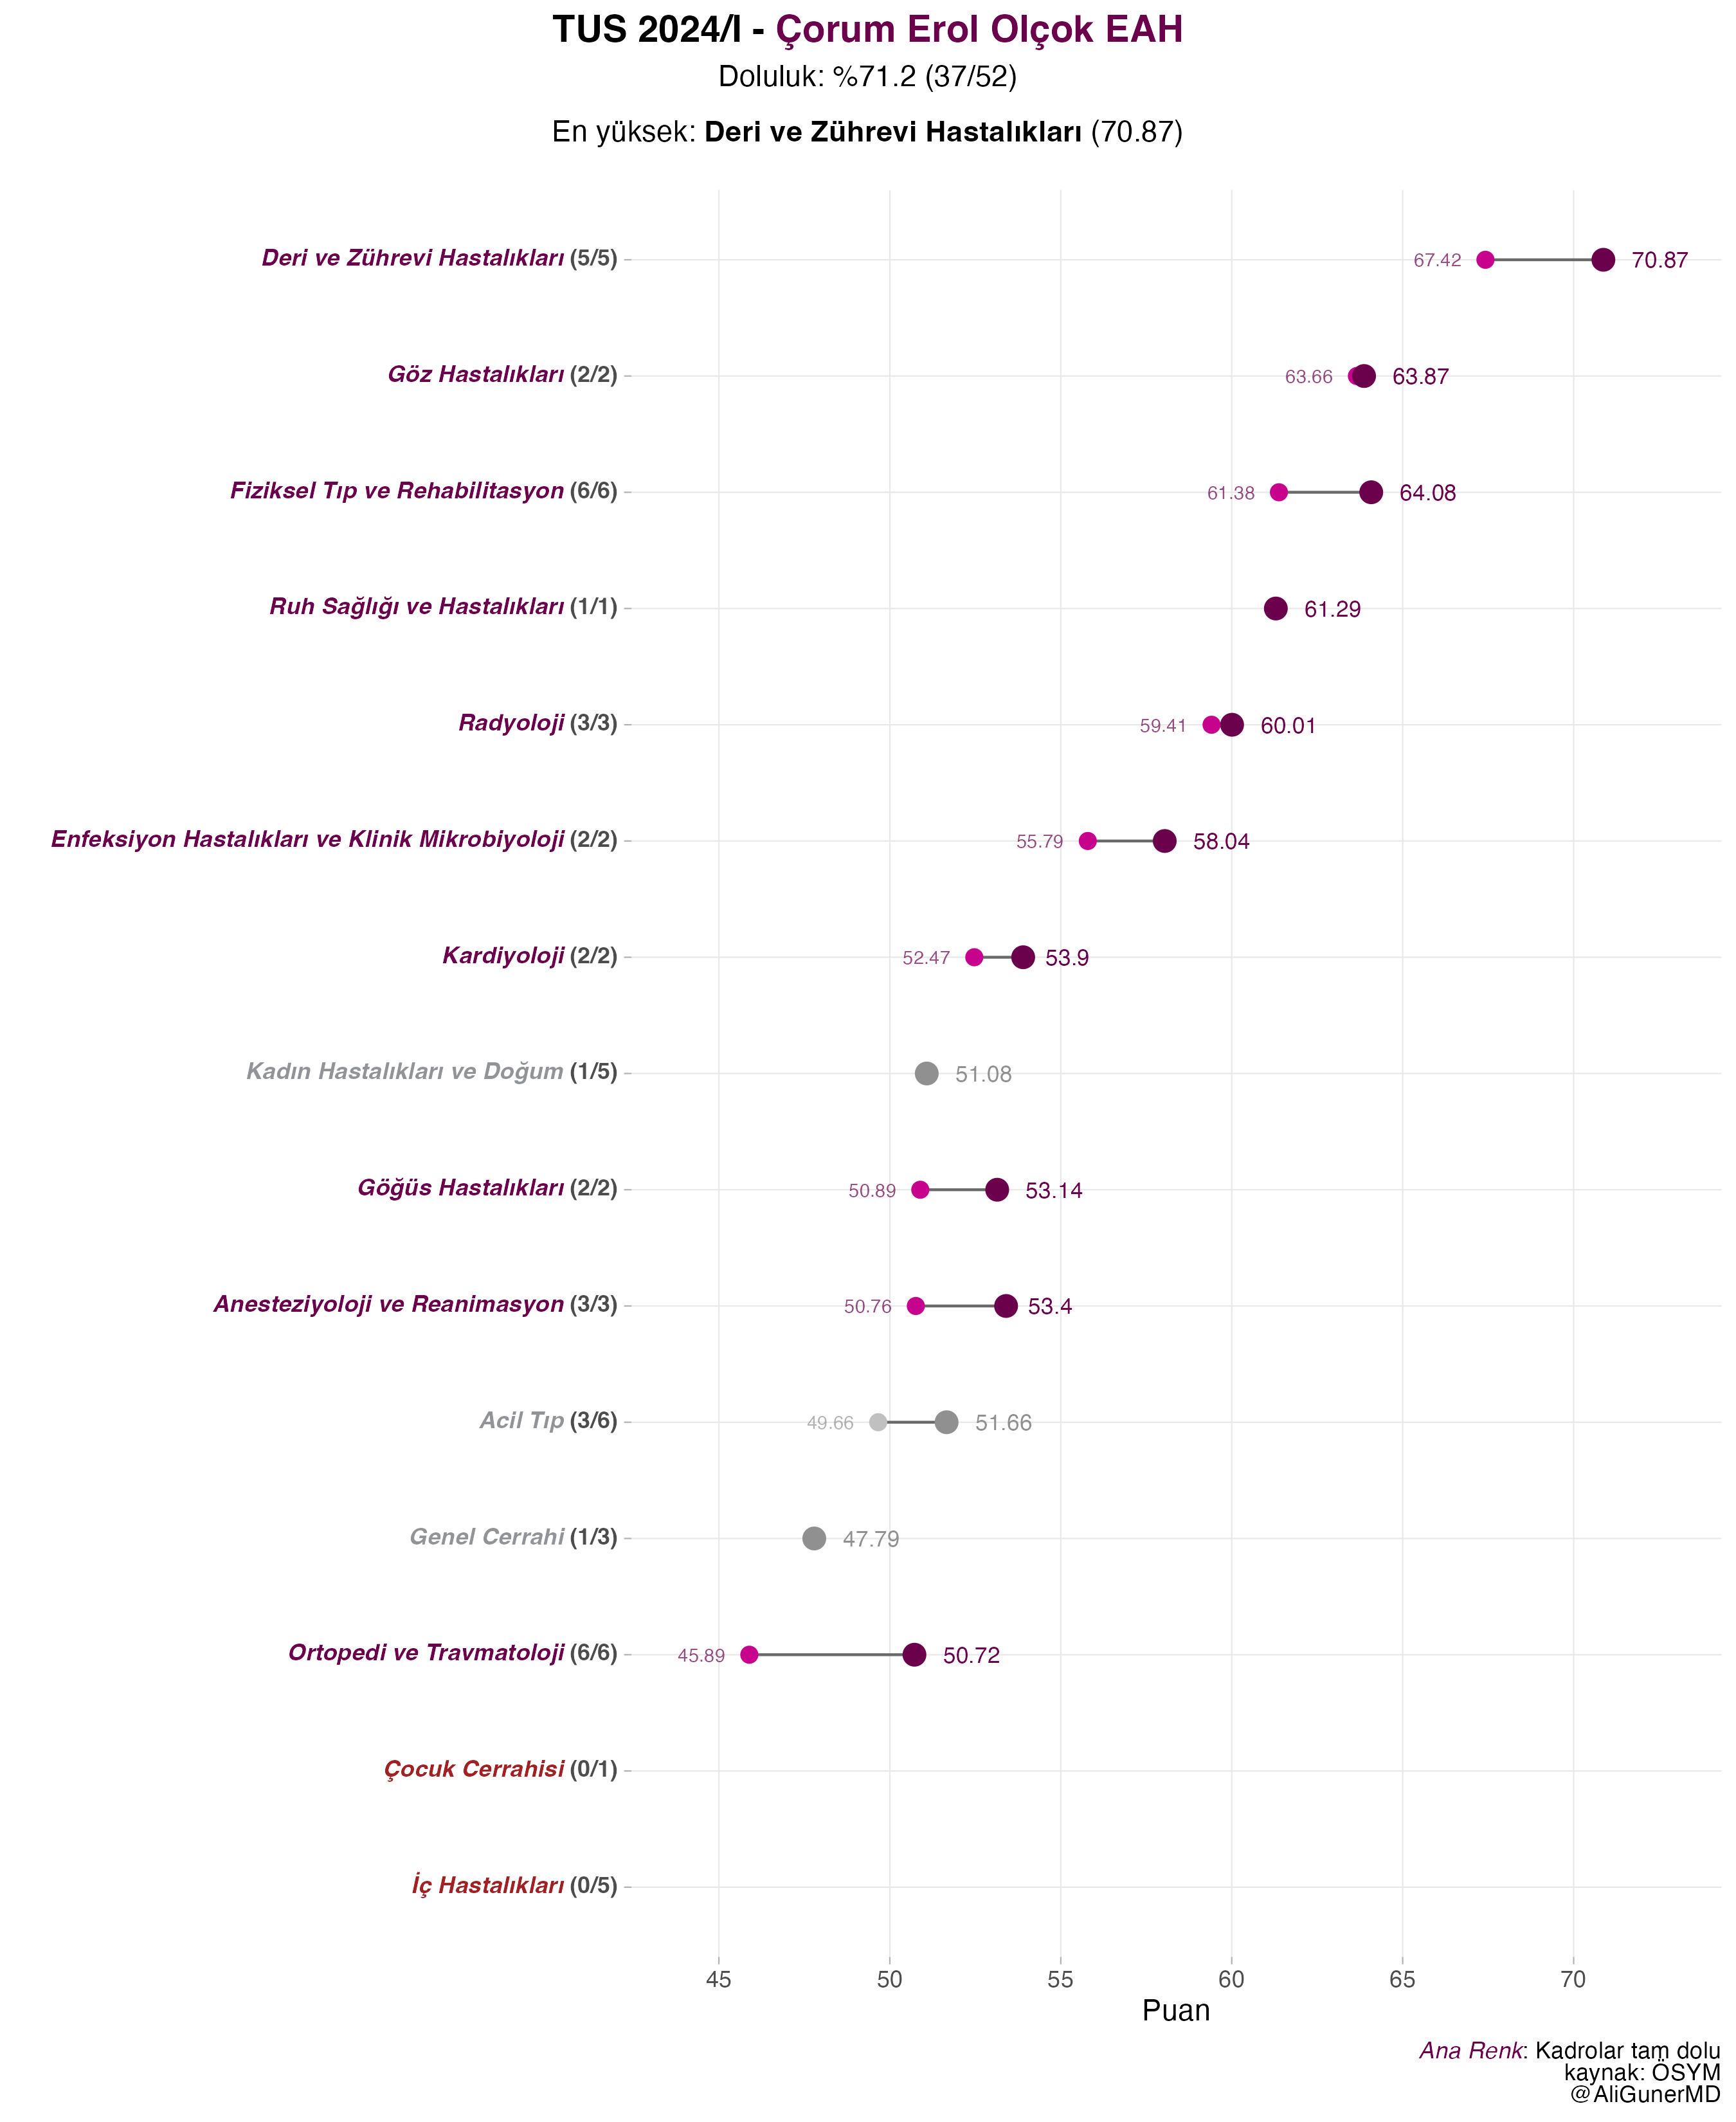 TUS 2024/I - Çorum Erol Olçok EAH
Doluluk: %71.2 (37/52)
En yüksek: Deri ve Zührevi Hastalıkları (70.87)
Deri ve Zührevi Hastalıkları (5/5) 67.42 70.87
Göz Hastalıkları (2/2) 63.66 63.87
Fiziksel Tıp ve Rehabilitasyon (6/6) 61.38 64.08
Ruh Sağlığı ve Hastalıkları (1/1) 61.29
Radyoloji (3/3) 59.41 60.01
Enfeksiyon Hastalıkları ve Klinik Mikrobiyoloji (2/2) 55.79 58.04
Kardiyoloji (2/2) 52.47 53.9
Kadın Hastalıkları ve Doğum (1/5) 51.08
Göğüs Hastalıkları (2/2) 50.89 53.14
Anesteziyoloji ve Reanimasyon (3/3) 50.76 53.4
Acil Tıp (3/6) 49.66 51.66
Genel Cerrahi (1/3) 47.79
Ortopedi ve Travmatoloji (6/6) 45.89 50.72
Çocuk Cerrahisi (0/1)
İç Hastalıkları (0/5)
45 50 55 60 65 70
Puan
Ana Renk: Kadrolar tam dolu
kaynak: ÖSYM
@AliGunerMD